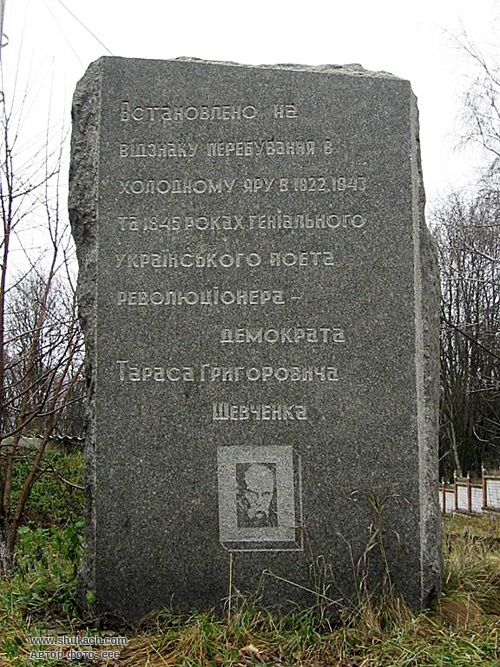 Встановлено на
відзнаку перебування в
Холодному Яру в 1822, 1843
та 1845 роках геніального
українського поета
революціонера –
демократа
Тараса Григоровича
Шевченка
www.shukach.com
Автор фото: eee